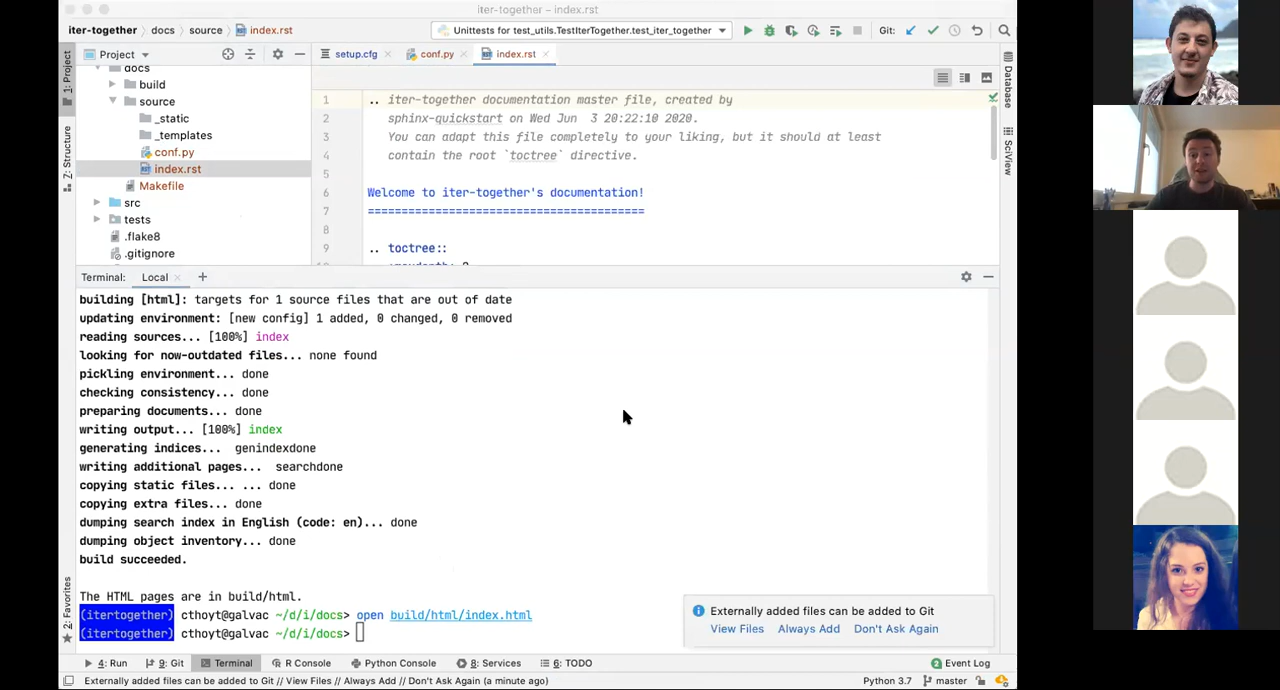 iter-together – index.rst
iter-together docs source index.rst
Unittests for test_utils.TestIterTogether.test_iter_together
Git:
1: Project
Project
setup.cfg
conf.py
index.rst
docs
build
source
_static
_templates
conf.py
index.rst
Makefile
src
tests
.flake8
.gitignore
Z: Structure
2: Favorites
Database
SciView
1 .. iter-together documentation master file, created by
2 sphinx-quickstart on Wed Jun  3 20:22:10 2020.
3 You can adapt this file completely to your liking, but it should at least
4 contain the root `toctree` directive.
5
6 Welcome to iter-together's documentation!
7 =========================================
8
9 .. toctree::
Terminal: Local +
building [html]: targets for 1 source files that are out of date
updating environment: [new config] 1 added, 0 changed, 0 removed
reading sources... [100%] index
looking for now-outdated files... none found
pickling environment... done
checking consistency... done
preparing documents... done
writing output... [100%] index
generating indices...  genindexdone
writing additional pages...  searchdone
copying static files... ... done
copying extra files... done
dumping search index in English (code: en)... done
dumping object inventory... done
build succeeded.
The HTML pages are in build/html.
(itertogether) cthoyt@galvac ~/d/i/docs> open build/html/index.html
(itertogether) cthoyt@galvac ~/d/i/docs>
Externally added files can be added to Git
View Files Always Add Don't Ask Again
4: Run 9: Git Terminal R Console Python Console 8: Services 6: TODO 2 Event Log
Externally added files can be added to Git // View Files // Always Add // Don't Ask Again (a minute ago) Python 3.7 master